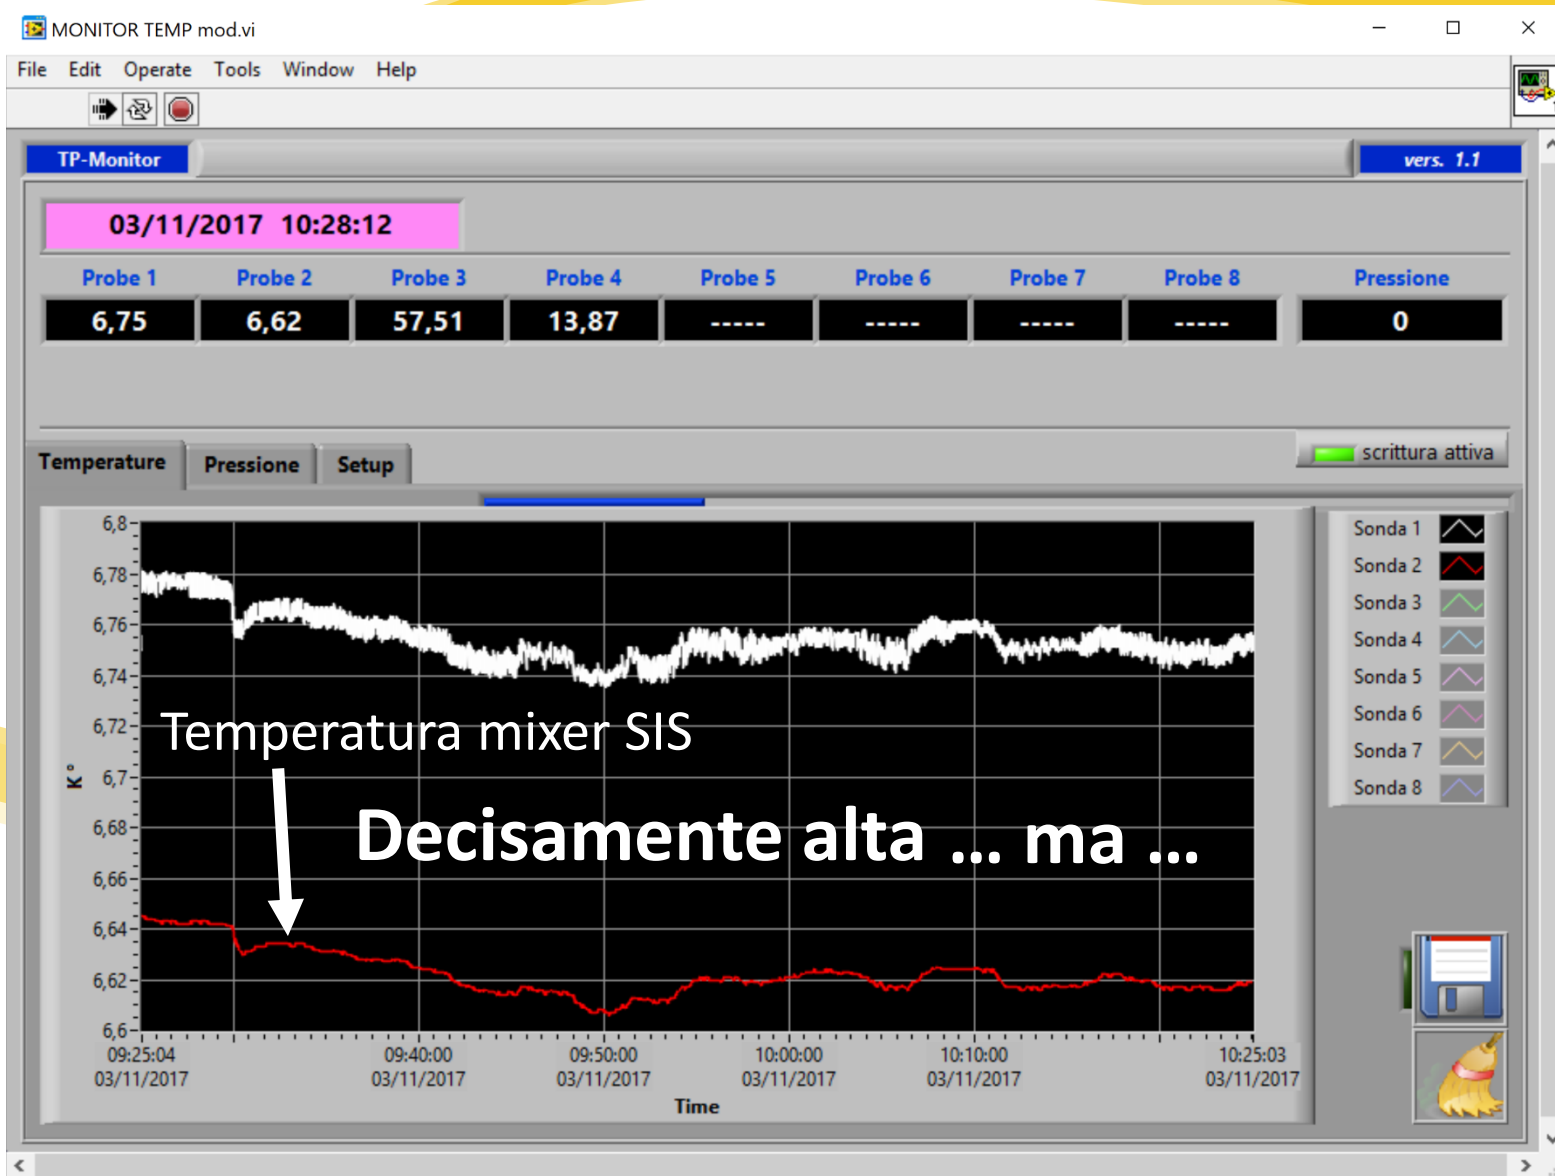 MONITOR TEMP mod.vi
File Edit Operate Tools Window Help
TP-Monitor
vers. 1.1
03/11/2017 10:28:12
Probe 1 Probe 2 Probe 3 Probe 4 Probe 5 Probe 6 Probe 7 Probe 8 Pressione
6,75 6,62 57,51 13,87 ----- ----- ----- ----- 0
scrittura attiva
Temperature Pressione Setup
6,8
6,78
6,76
6,74
6,72
6,7
6,68
6,66
6,64
6,62
6,6
K°
Temperatura mixer SIS
Decisamente alta ... ma ...
09:25:04 09:40:00 09:50:00 10:00:00 10:10:00 10:25:03
03/11/2017 03/11/2017 03/11/2017 03/11/2017 03/11/2017 03/11/2017
Time
Sonda 1
Sonda 2
Sonda 3
Sonda 4
Sonda 5
Sonda 6
Sonda 7
Sonda 8